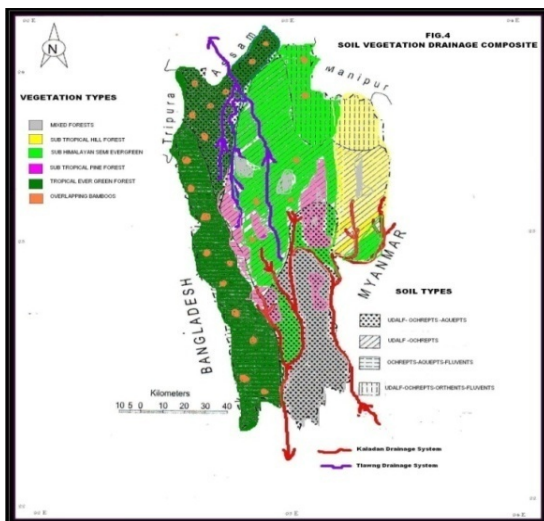 FIG.4
SOIL VEGETATION DRAINAGE COMPOSITE
N
Assam
Manipur
Tripura
VEGETATION TYPES
MIXED FORESTS
SUB TROPICAL HILL FOREST
SUB HIMALAYAN SEMI EVERGREEN
SUB TROPICAL PINE FOREST
TROPICAL EVER GREEN FOREST
OVERLAPPING BAMBOOS
MYANMAR
BANGLADESH
SOIL TYPES
UDALF- OCHREPTS -AQUEPTS
UDALF -OCHREPTS
OCHREPTS-AQUEPTS-FLUVENTS
UDALF-OCHREPTS-ORTHENTS-FLUVENTS
Kilometers
10 5 0 10 20 30 40
Kaladan Drainage System
Tlawng Drainage System